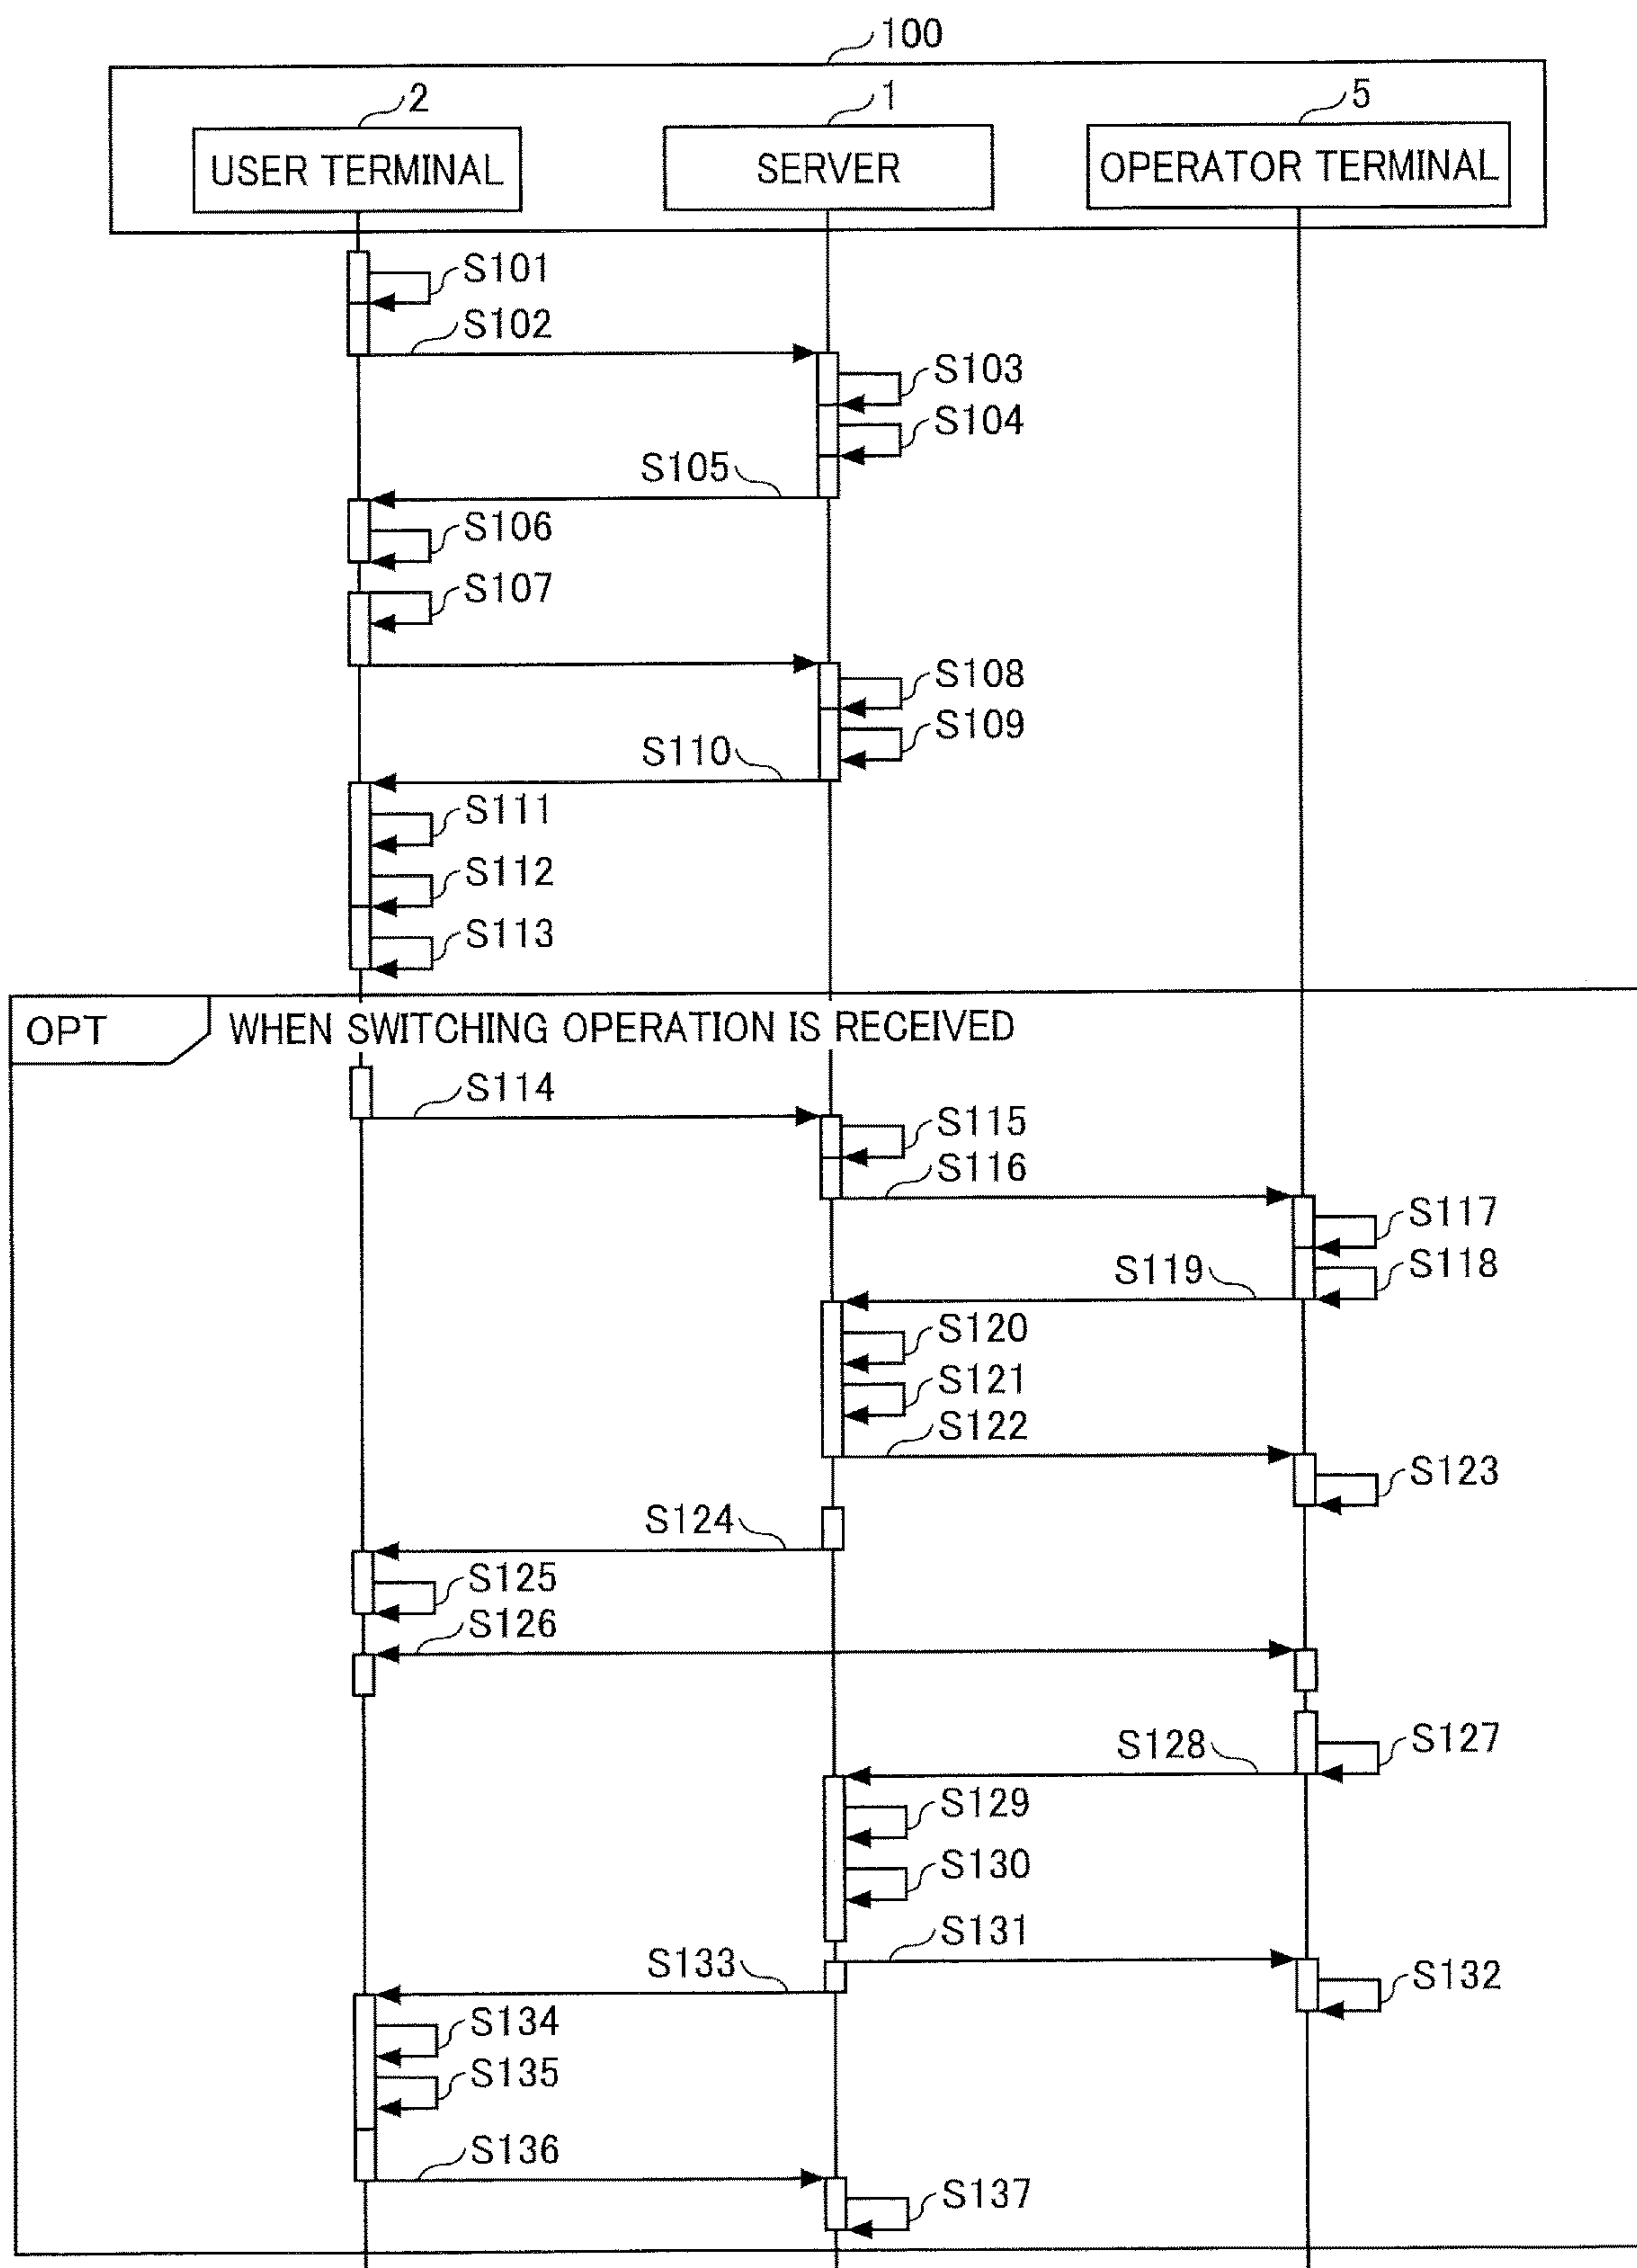 100
2
1
5
USER TERMINAL
SERVER
OPERATOR TERMINAL
S101
S102
S103
S104
S105
S106
S107
S108
S109
S110
S111
S112
S113
OPT
WHEN SWITCHING OPERATION IS RECEIVED
S114
S115
S116
S117
S118
S119
S120
S121
S122
S123
S124
S125
S126
S127
S128
S129
S130
S131
S132
S133
S134
S135
S136
S137